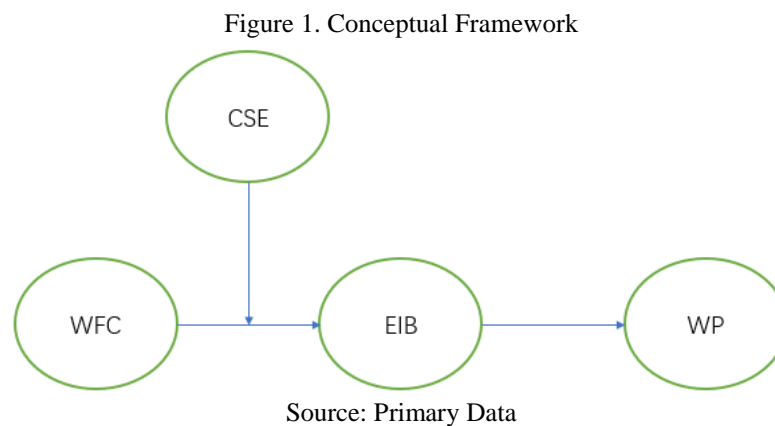 Figure 1. Conceptual Framework
CSE
WFC
EIB
WP
Source: Primary Data